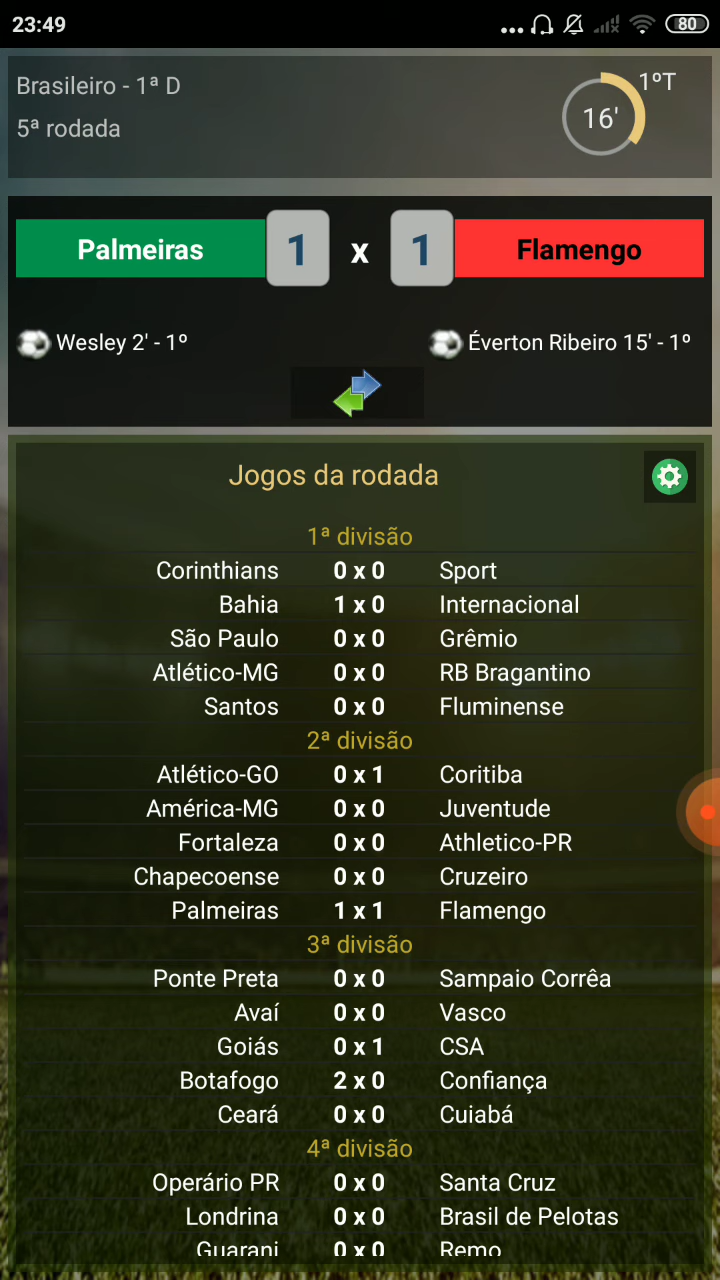 23:49
80
Brasileiro - 1ª D
1ºT
5ª rodada
16'
Palmeiras 1 x 1 Flamengo
Wesley 2' - 1º Éverton Ribeiro 15' - 1º
Jogos da rodada
1ª divisão
Corinthians 0 x 0 Sport
Bahia 1 x 0 Internacional
São Paulo 0 x 0 Grêmio
Atlético-MG 0 x 0 RB Bragantino
Santos 0 x 0 Fluminense
2ª divisão
Atlético-GO 0 x 1 Coritiba
América-MG 0 x 0 Juventude
Fortaleza 0 x 0 Athletico-PR
Chapecoense 0 x 0 Cruzeiro
Palmeiras 1 x 1 Flamengo
3ª divisão
Ponte Preta 0 x 0 Sampaio Corrêa
Avaí 0 x 0 Vasco
Goiás 0 x 1 CSA
Botafogo 2 x 0 Confiança
Ceará 0 x 0 Cuiabá
4ª divisão
Operário PR 0 x 0 Santa Cruz
Londrina 0 x 0 Brasil de Pelotas
Guarani 0 x 0 Remo